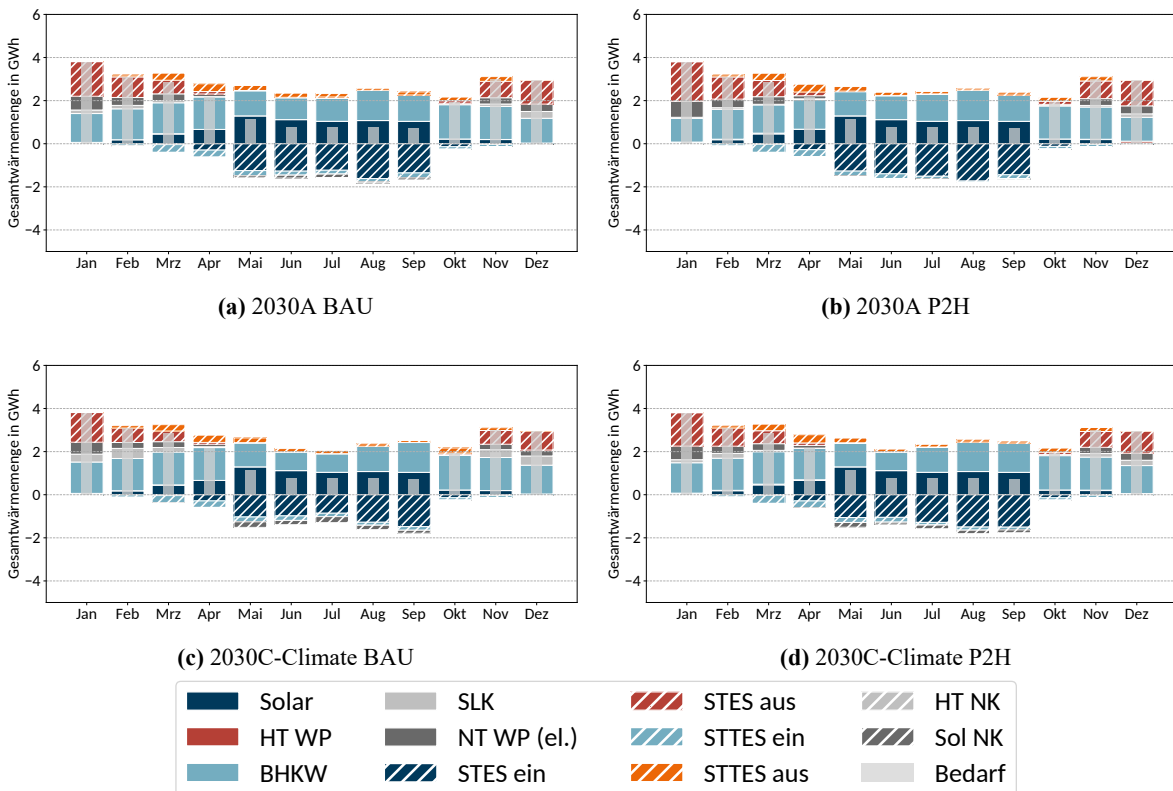 Gesamtwärmemenge in GWh
6
4
2
0
−2
−4
Jan Feb Mrz Apr Mai Jun Jul Aug Sep Okt Nov Dez
(a) 2030A BAU
Gesamtwärmemenge in GWh
6
4
2
0
−2
−4
Jan Feb Mrz Apr Mai Jun Jul Aug Sep Okt Nov Dez
(b) 2030A P2H
Gesamtwärmemenge in GWh
6
4
2
0
−2
−4
Jan Feb Mrz Apr Mai Jun Jul Aug Sep Okt Nov Dez
(c) 2030C-Climate BAU
Gesamtwärmemenge in GWh
6
4
2
0
−2
−4
Jan Feb Mrz Apr Mai Jun Jul Aug Sep Okt Nov Dez
(d) 2030C-Climate P2H
Solar SLK STES aus HT NK
HT WP NT WP (el.) STTES ein Sol NK
BHKW STES ein STTES aus Bedarf